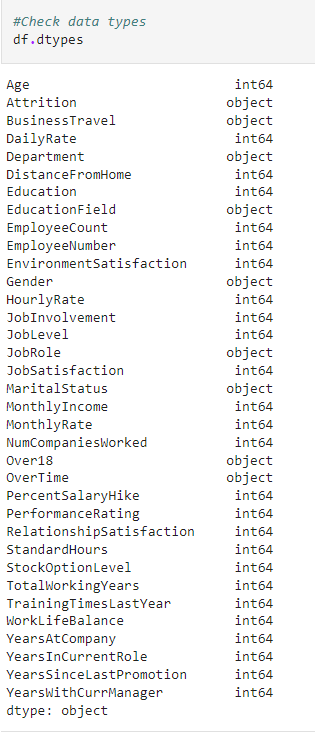 #Check data types
df.dtypes
Age int64
Attrition object
BusinessTravel object
DailyRate int64
Department object
DistanceFromHome int64
Education int64
EducationField object
EmployeeCount int64
EmployeeNumber int64
EnvironmentSatisfaction int64
Gender object
HourlyRate int64
JobInvolvement int64
JobLevel int64
JobRole object
JobSatisfaction int64
MaritalStatus object
MonthlyIncome int64
MonthlyRate int64
NumCompaniesWorked int64
Over18 object
OverTime object
PercentSalaryHike int64
PerformanceRating int64
RelationshipSatisfaction int64
StandardHours int64
StockOptionLevel int64
TotalWorkingYears int64
TrainingTimesLastYear int64
WorkLifeBalance int64
YearsAtCompany int64
YearsInCurrentRole int64
YearsSinceLastPromotion int64
YearsWithCurrManager int64
dtype: object